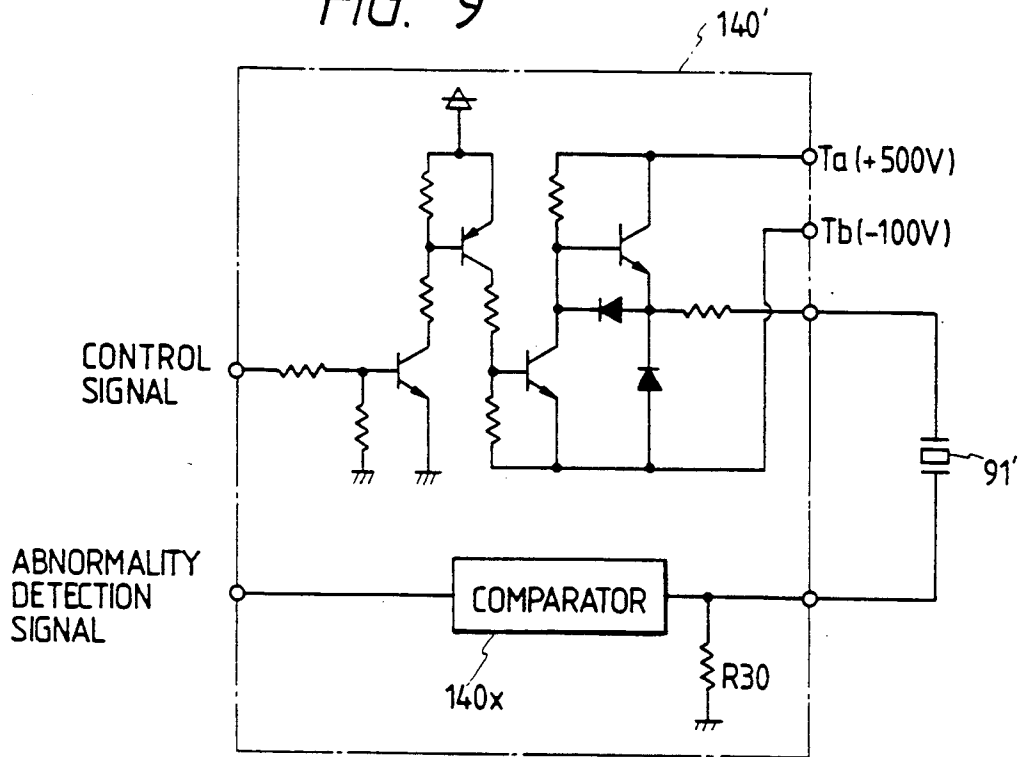 FIG. 9
140'
Ta (+500V)
Tb (-100V)
CONTROL
SIGNAL
91'
ABNORMALITY
DETECTION
SIGNAL
COMPARATOR
R30
140x